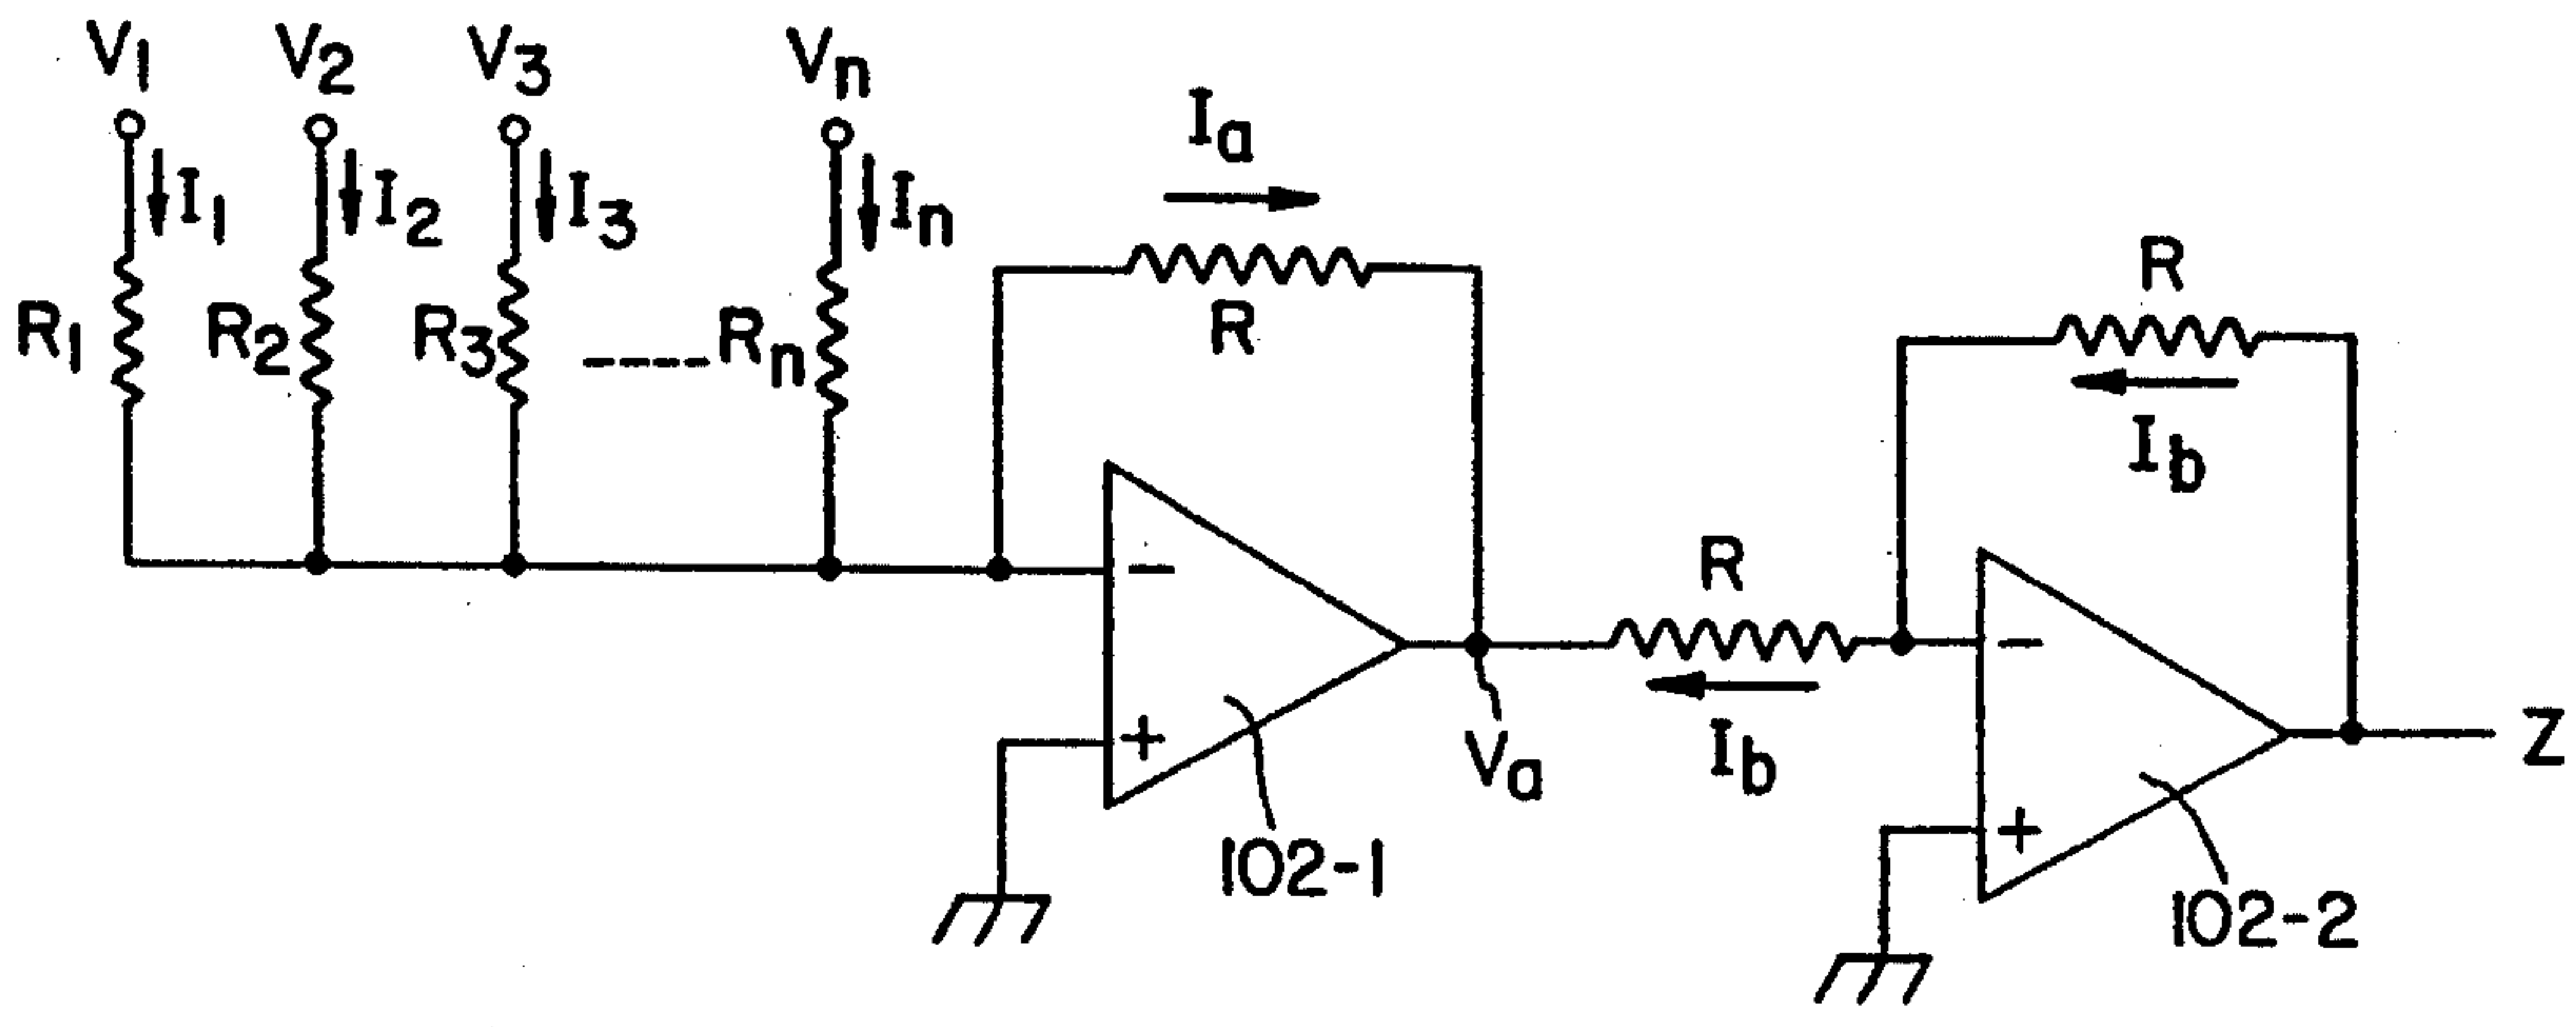 V1 V2 V3 Vn
Ia
I1 I2 I3 In
R
R1 R2 R3 ---- Rn
R
Ib
−
R
−
+
Va
Ib
Z
102-1
+
102-2